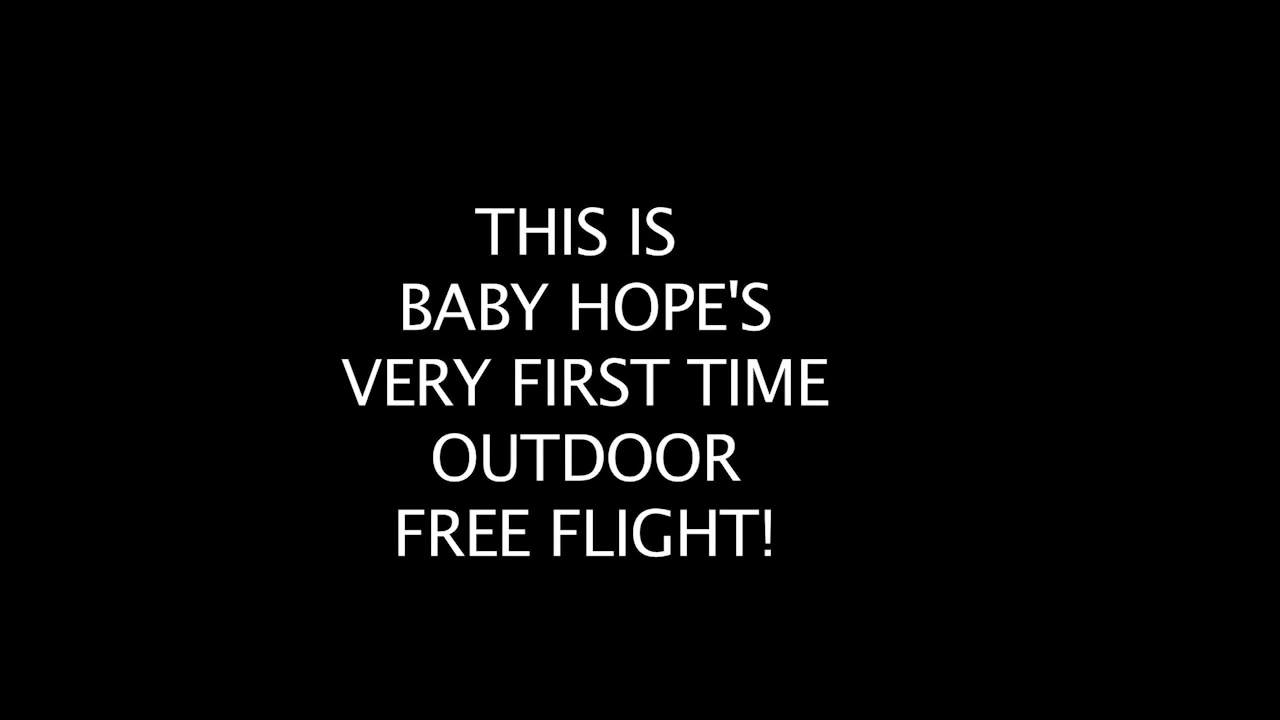 THIS IS
BABY HOPE'S
VERY FIRST TIME
OUTDOOR
FREE FLIGHT!